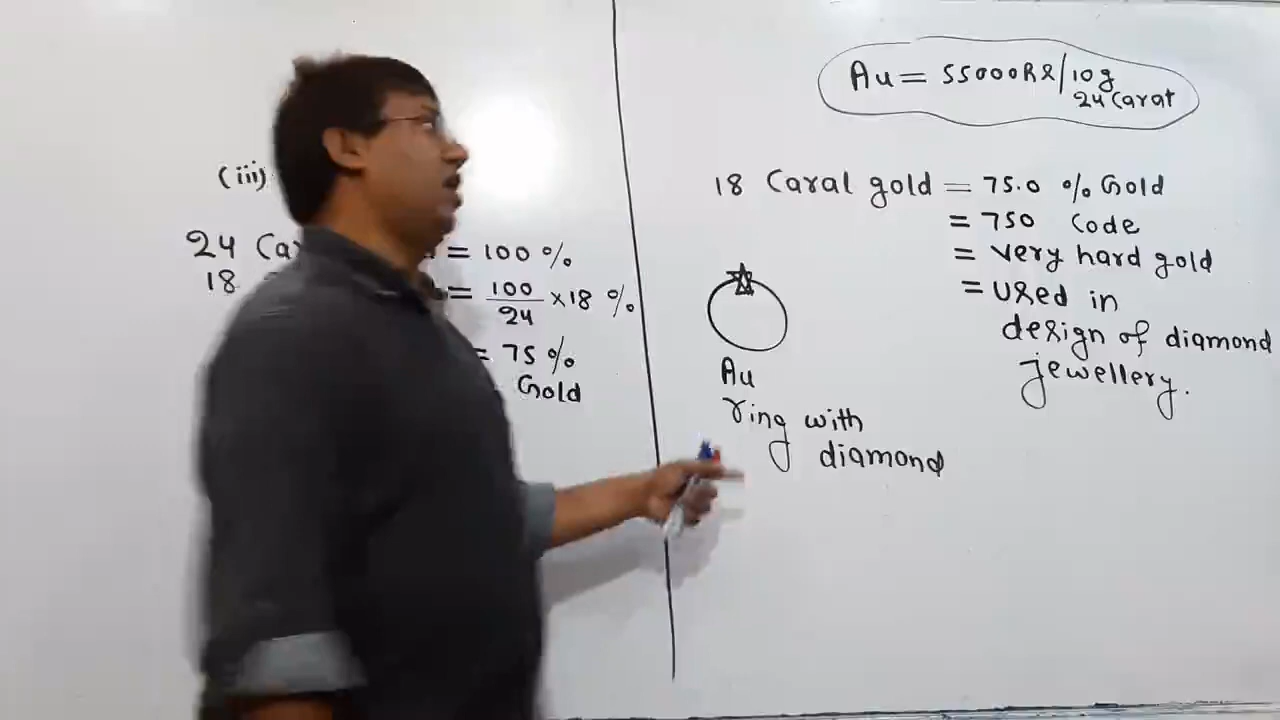 (iii)
24 Ca = 100 %
18 = 100/24 × 18 %
= 75 %
Gold
Au = 55000Rs/10g
24 Carat
18 Caral gold = 75.0 % Gold
= 750 Code
= very hard gold
= used in
design of diamond
jewellery.
Au
ring with
diamond